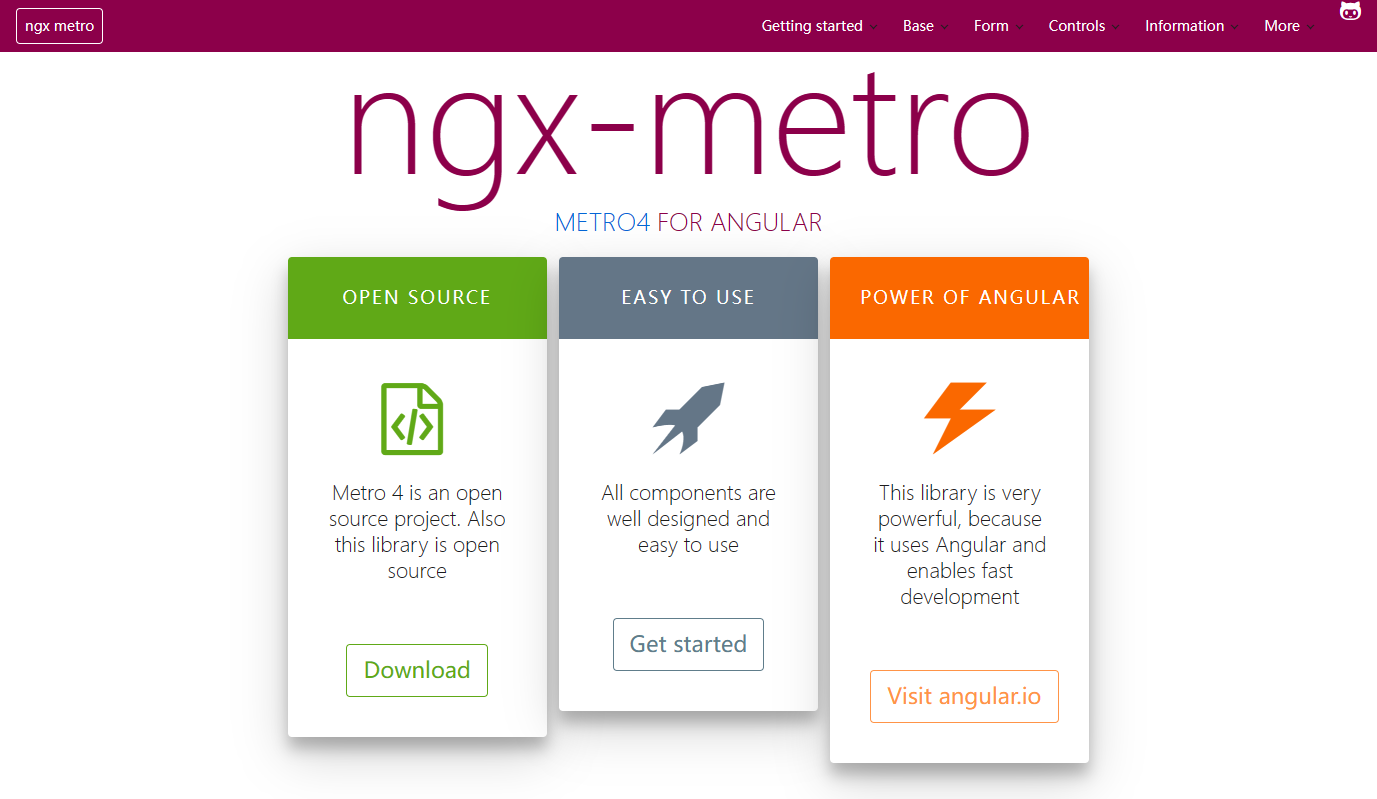 ngx metro
Getting started
Base
Form
Controls
Information
More
ngx-metro
METRO4 FOR ANGULAR
OPEN SOURCE
Metro 4 is an open
source project. Also
this library is open
source
Download
EASY TO USE
All components are
well designed and
easy to use
Get started
POWER OF ANGULAR
This library is very
powerful, because
it uses Angular and
enables fast
development
Visit angular.io